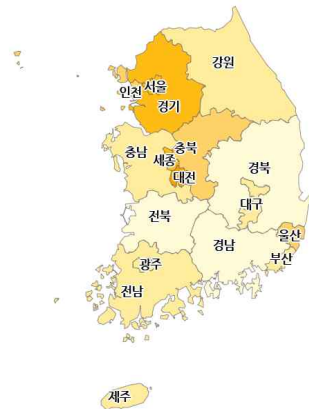 강원
서울
인천
경기
충북
충남
세종
경북
대전
대구
전북
울산
경남
부산
광주
전남
제주